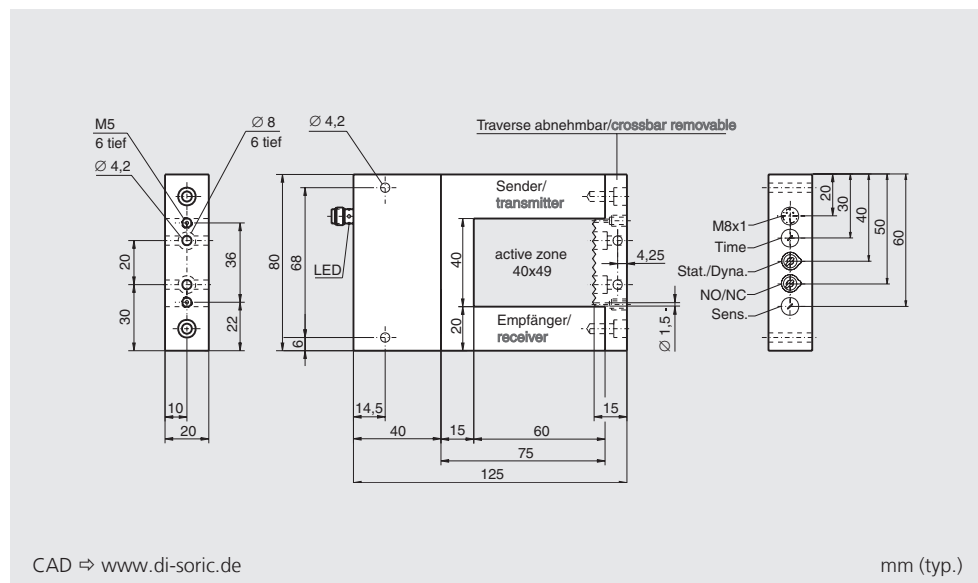 M5
6 tief
Ø 4,2
Ø 8
6 tief
Ø 4,2
Traverse abnehmbar/crossbar removable
Sender/
transmitter
active zone
40x49
Empfänger/
receiver
LED
20
30
36
22
10
20
80
68
6
40
20
4,25
Ø 1,5
14,5
40
15
60
15
75
125
M8x1
Time
Stat./Dyna.
NO/NC
Sens.
20
30
40
50
60
CAD ⇨ www.di-soric.de
mm (typ.)